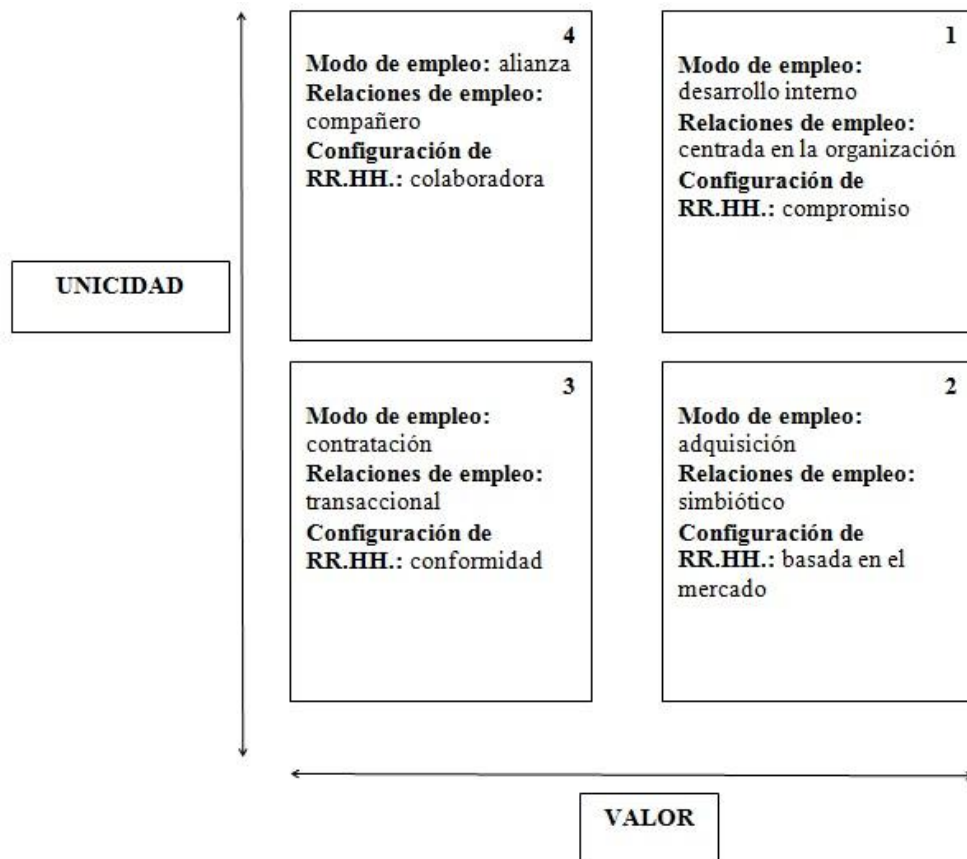 4
Modo de empleo: alianza
Relaciones de empleo:
compañero
Configuración de
RR.HH.: colaboradora
1
Modo de empleo:
desarrollo interno
Relaciones de empleo:
centrada en la organización
Configuración de
RR.HH.: compromiso
UNICIDAD
3
Modo de empleo:
contratación
Relaciones de empleo:
transaccional
Configuración de
RR.HH.: conformidad
2
Modo de empleo:
adquisición
Relaciones de empleo:
simbiótico
Configuración de
RR.HH.: basada en el
mercado
VALOR